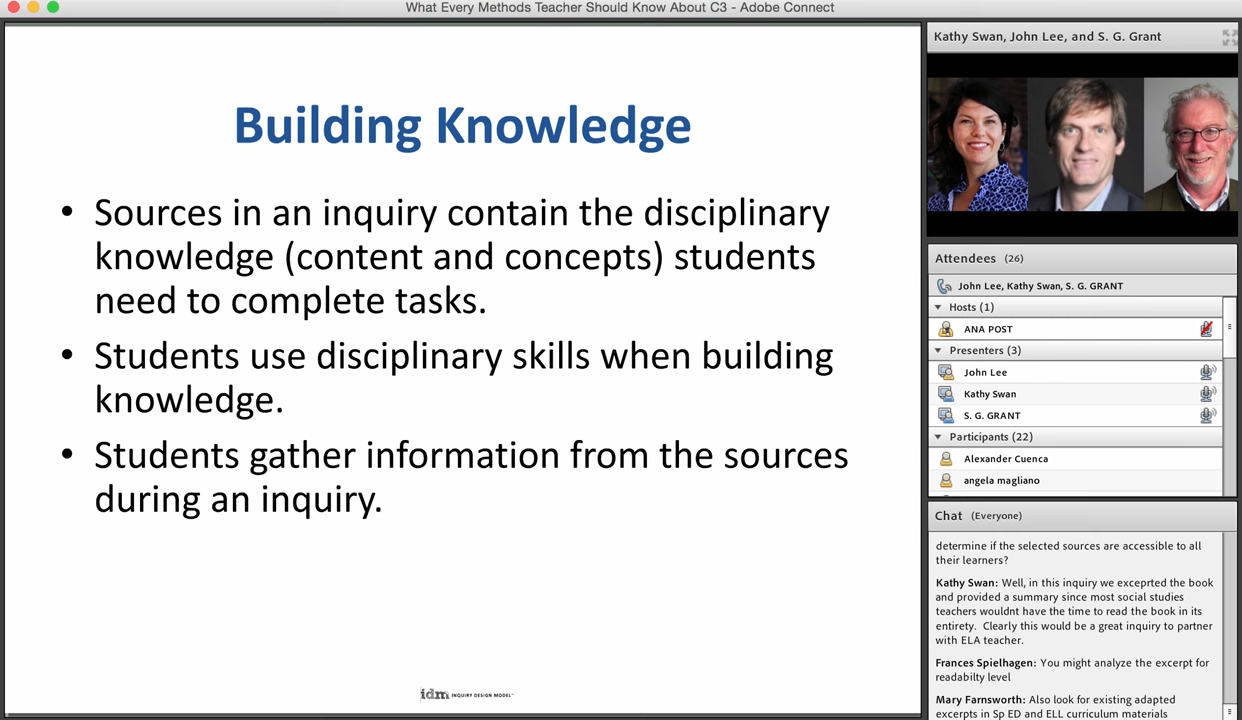 What Every Methods Teacher Should Know About C3 - Adobe Connect
Building Knowledge
• Sources in an inquiry contain the disciplinary
knowledge (content and concepts) students
need to complete tasks.
• Students use disciplinary skills when building
knowledge.
• Students gather information from the sources
during an inquiry.
idm INQUIRY DESIGN MODEL™
Kathy Swan, John Lee, and S. G. Grant
Attendees (26)
John Lee, Kathy Swan, S. G. GRANT
Hosts (1)
ANA POST
Presenters (3)
John Lee
Kathy Swan
S. G. GRANT
Participants (22)
Alexander Cuenca
angela magliano
Chat (Everyone)
determine if the selected sources are accessible to all
their learners?
Kathy Swan: Well, in this inquiry we exceprted the book
and provided a summary since most social studies
teachers wouldnt have the time to read the book in its
entirety. Clearly this would be a great inquiry to partner
with ELA teacher.
Frances Spielhagen: You might analyze the excerpt for
readabilty level
Mary Farnsworth: Also look for existing adapted
excerpts in Sp ED and ELL curriculum materials